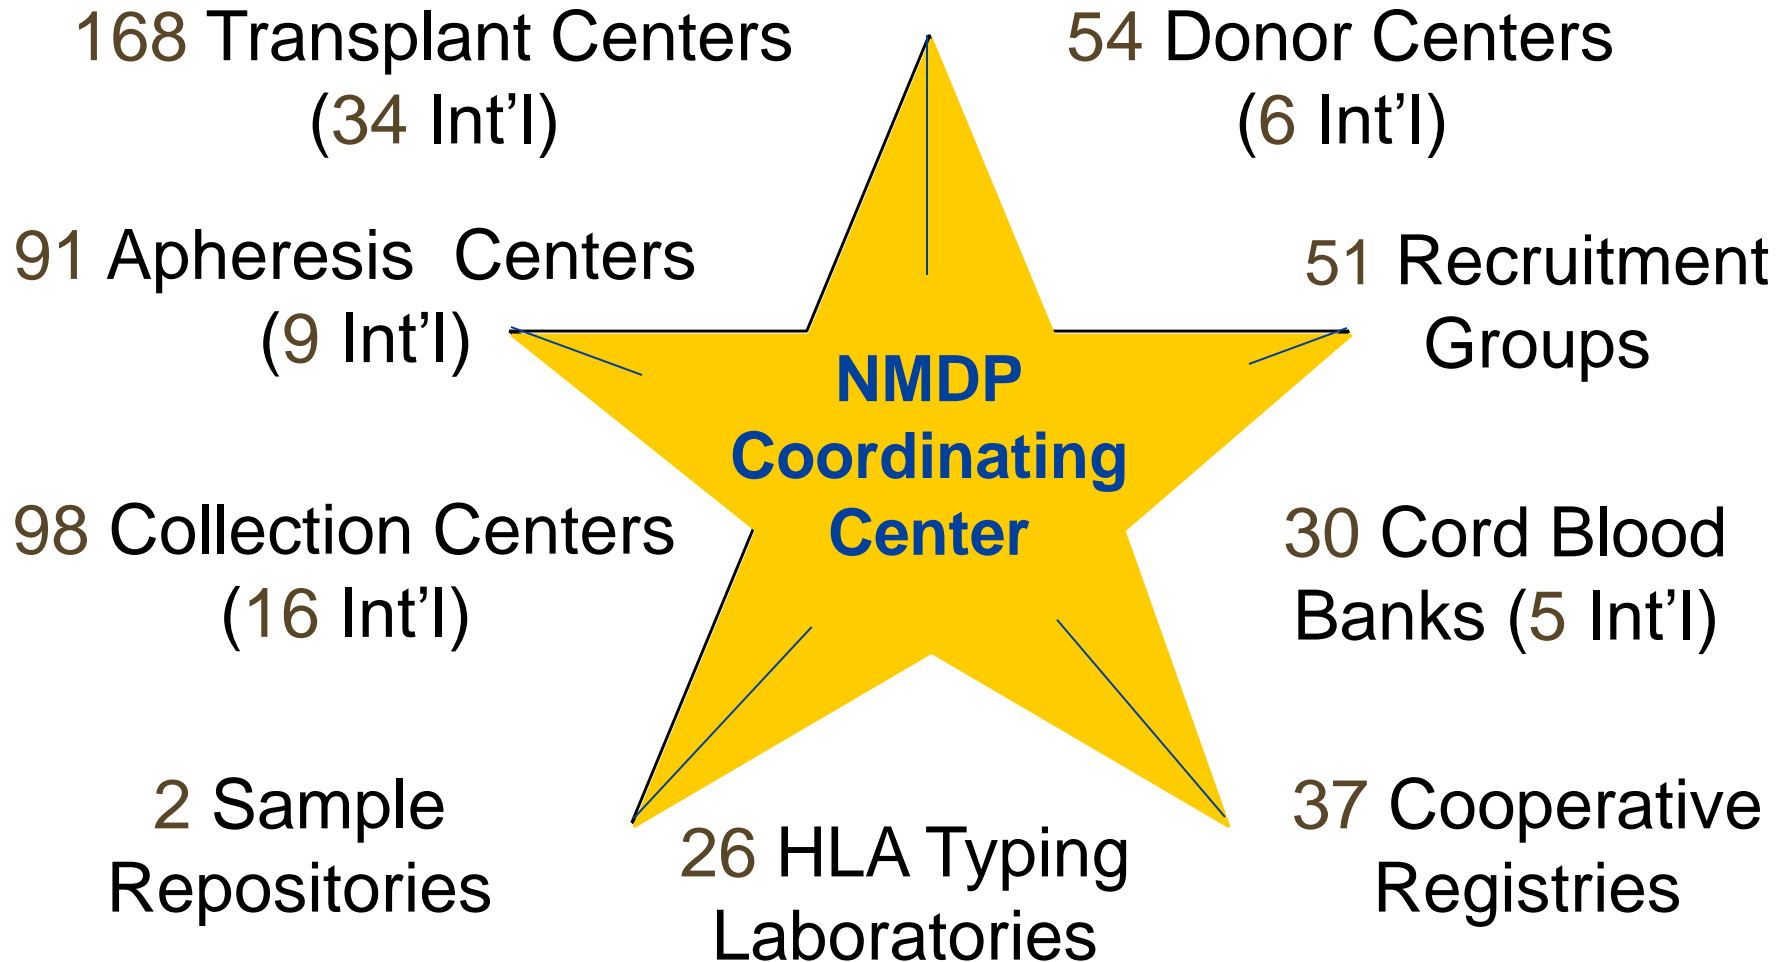 168 Transplant Centers
(34 Int’l)
54 Donor Centers
(6 Int’l)
91 Apheresis  Centers
(9 Int’l)
51 Recruitment
Groups
NMDP
Coordinating
Center
98 Collection Centers
(16 Int’l)
30 Cord Blood
Banks (5 Int’l)
2 Sample
Repositories
26 HLA Typing
Laboratories
37 Cooperative
Registries